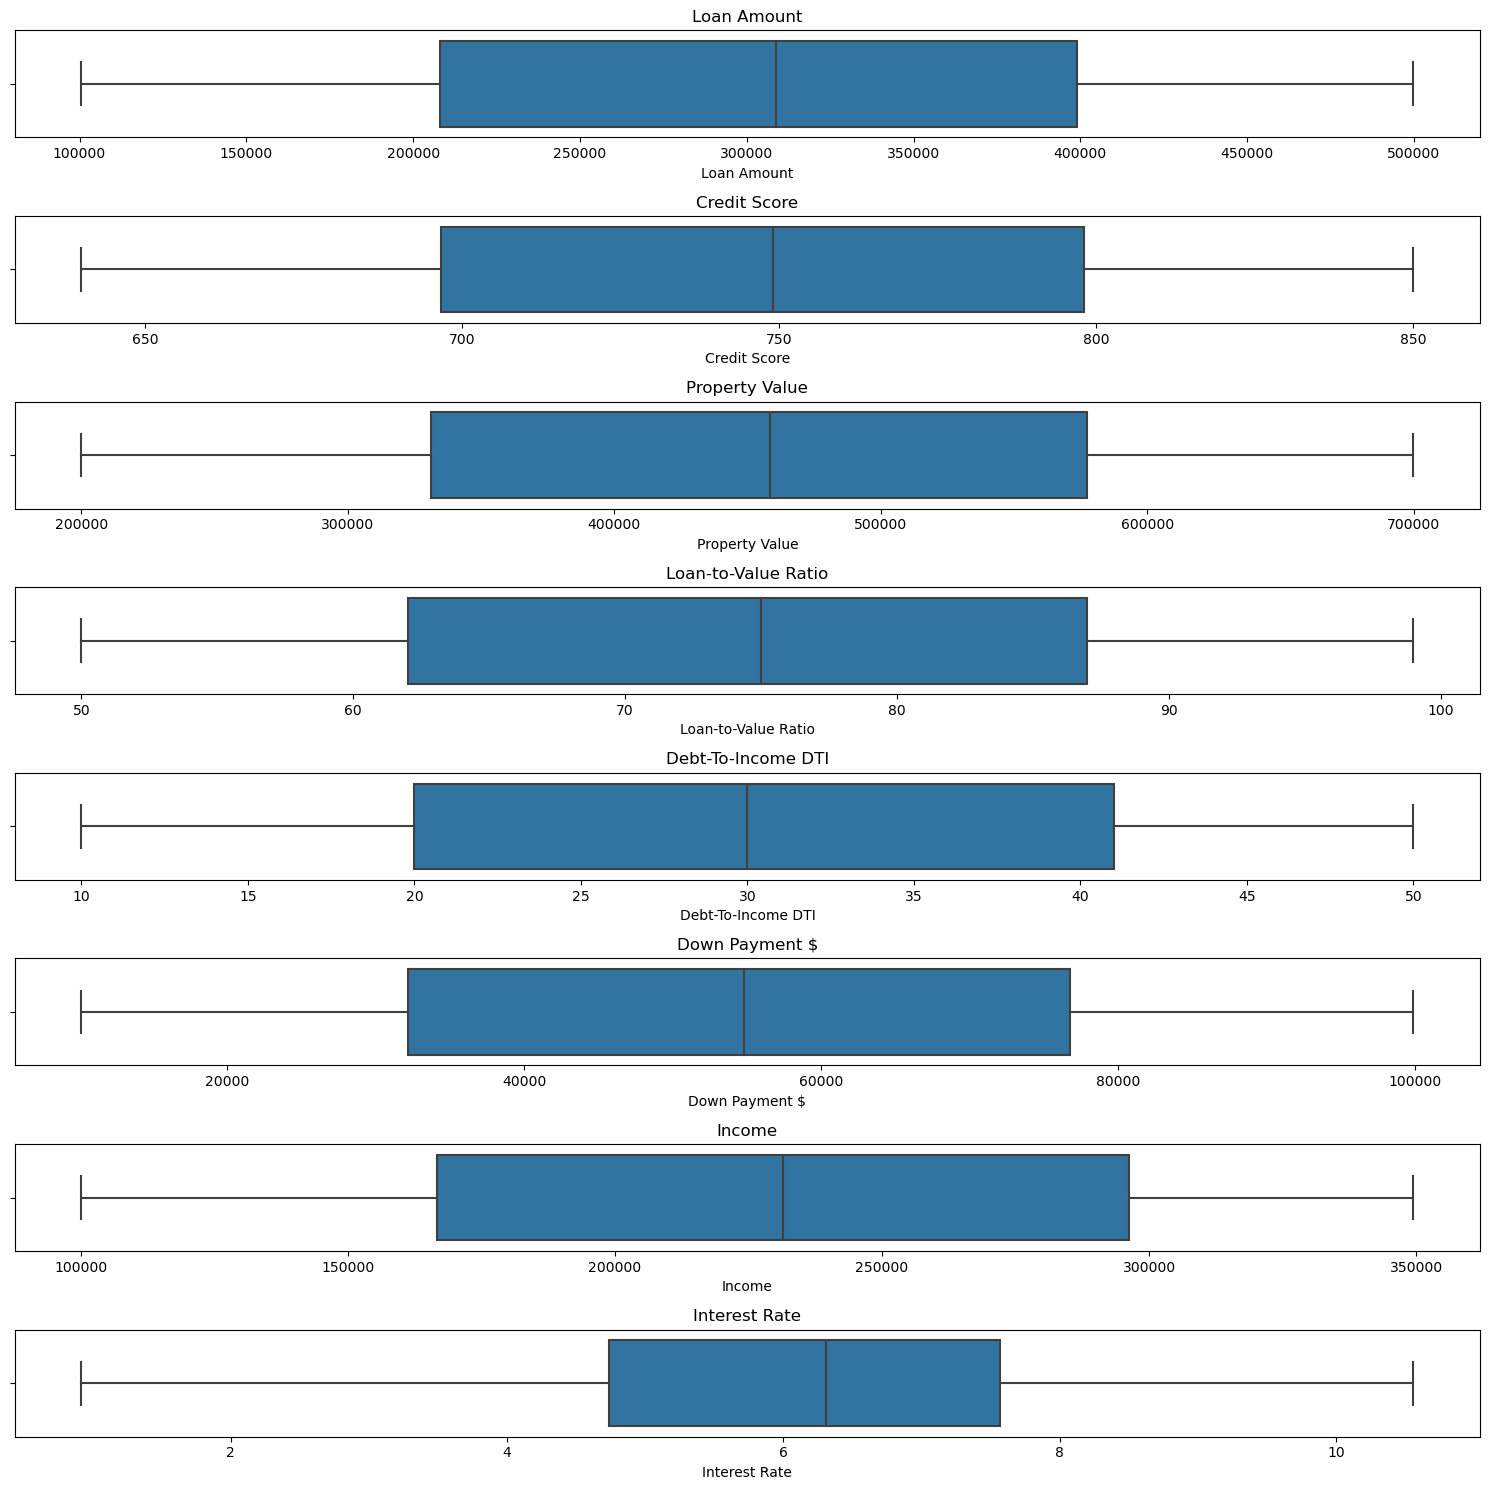 Loan Amount
100000 150000 200000 250000 300000 350000 400000 450000 500000
Loan Amount
Credit Score
650 700 750 800 850
Credit Score
Property Value
200000 300000 400000 500000 600000 700000
Property Value
Loan-to-Value Ratio
50 60 70 80 90 100
Loan-to-Value Ratio
Debt-To-Income DTI
10 15 20 25 30 35 40 45 50
Debt-To-Income DTI
Down Payment $
20000 40000 60000 80000 100000
Down Payment $
Income
100000 150000 200000 250000 300000 350000
Income
Interest Rate
2 4 6 8 10
Interest Rate